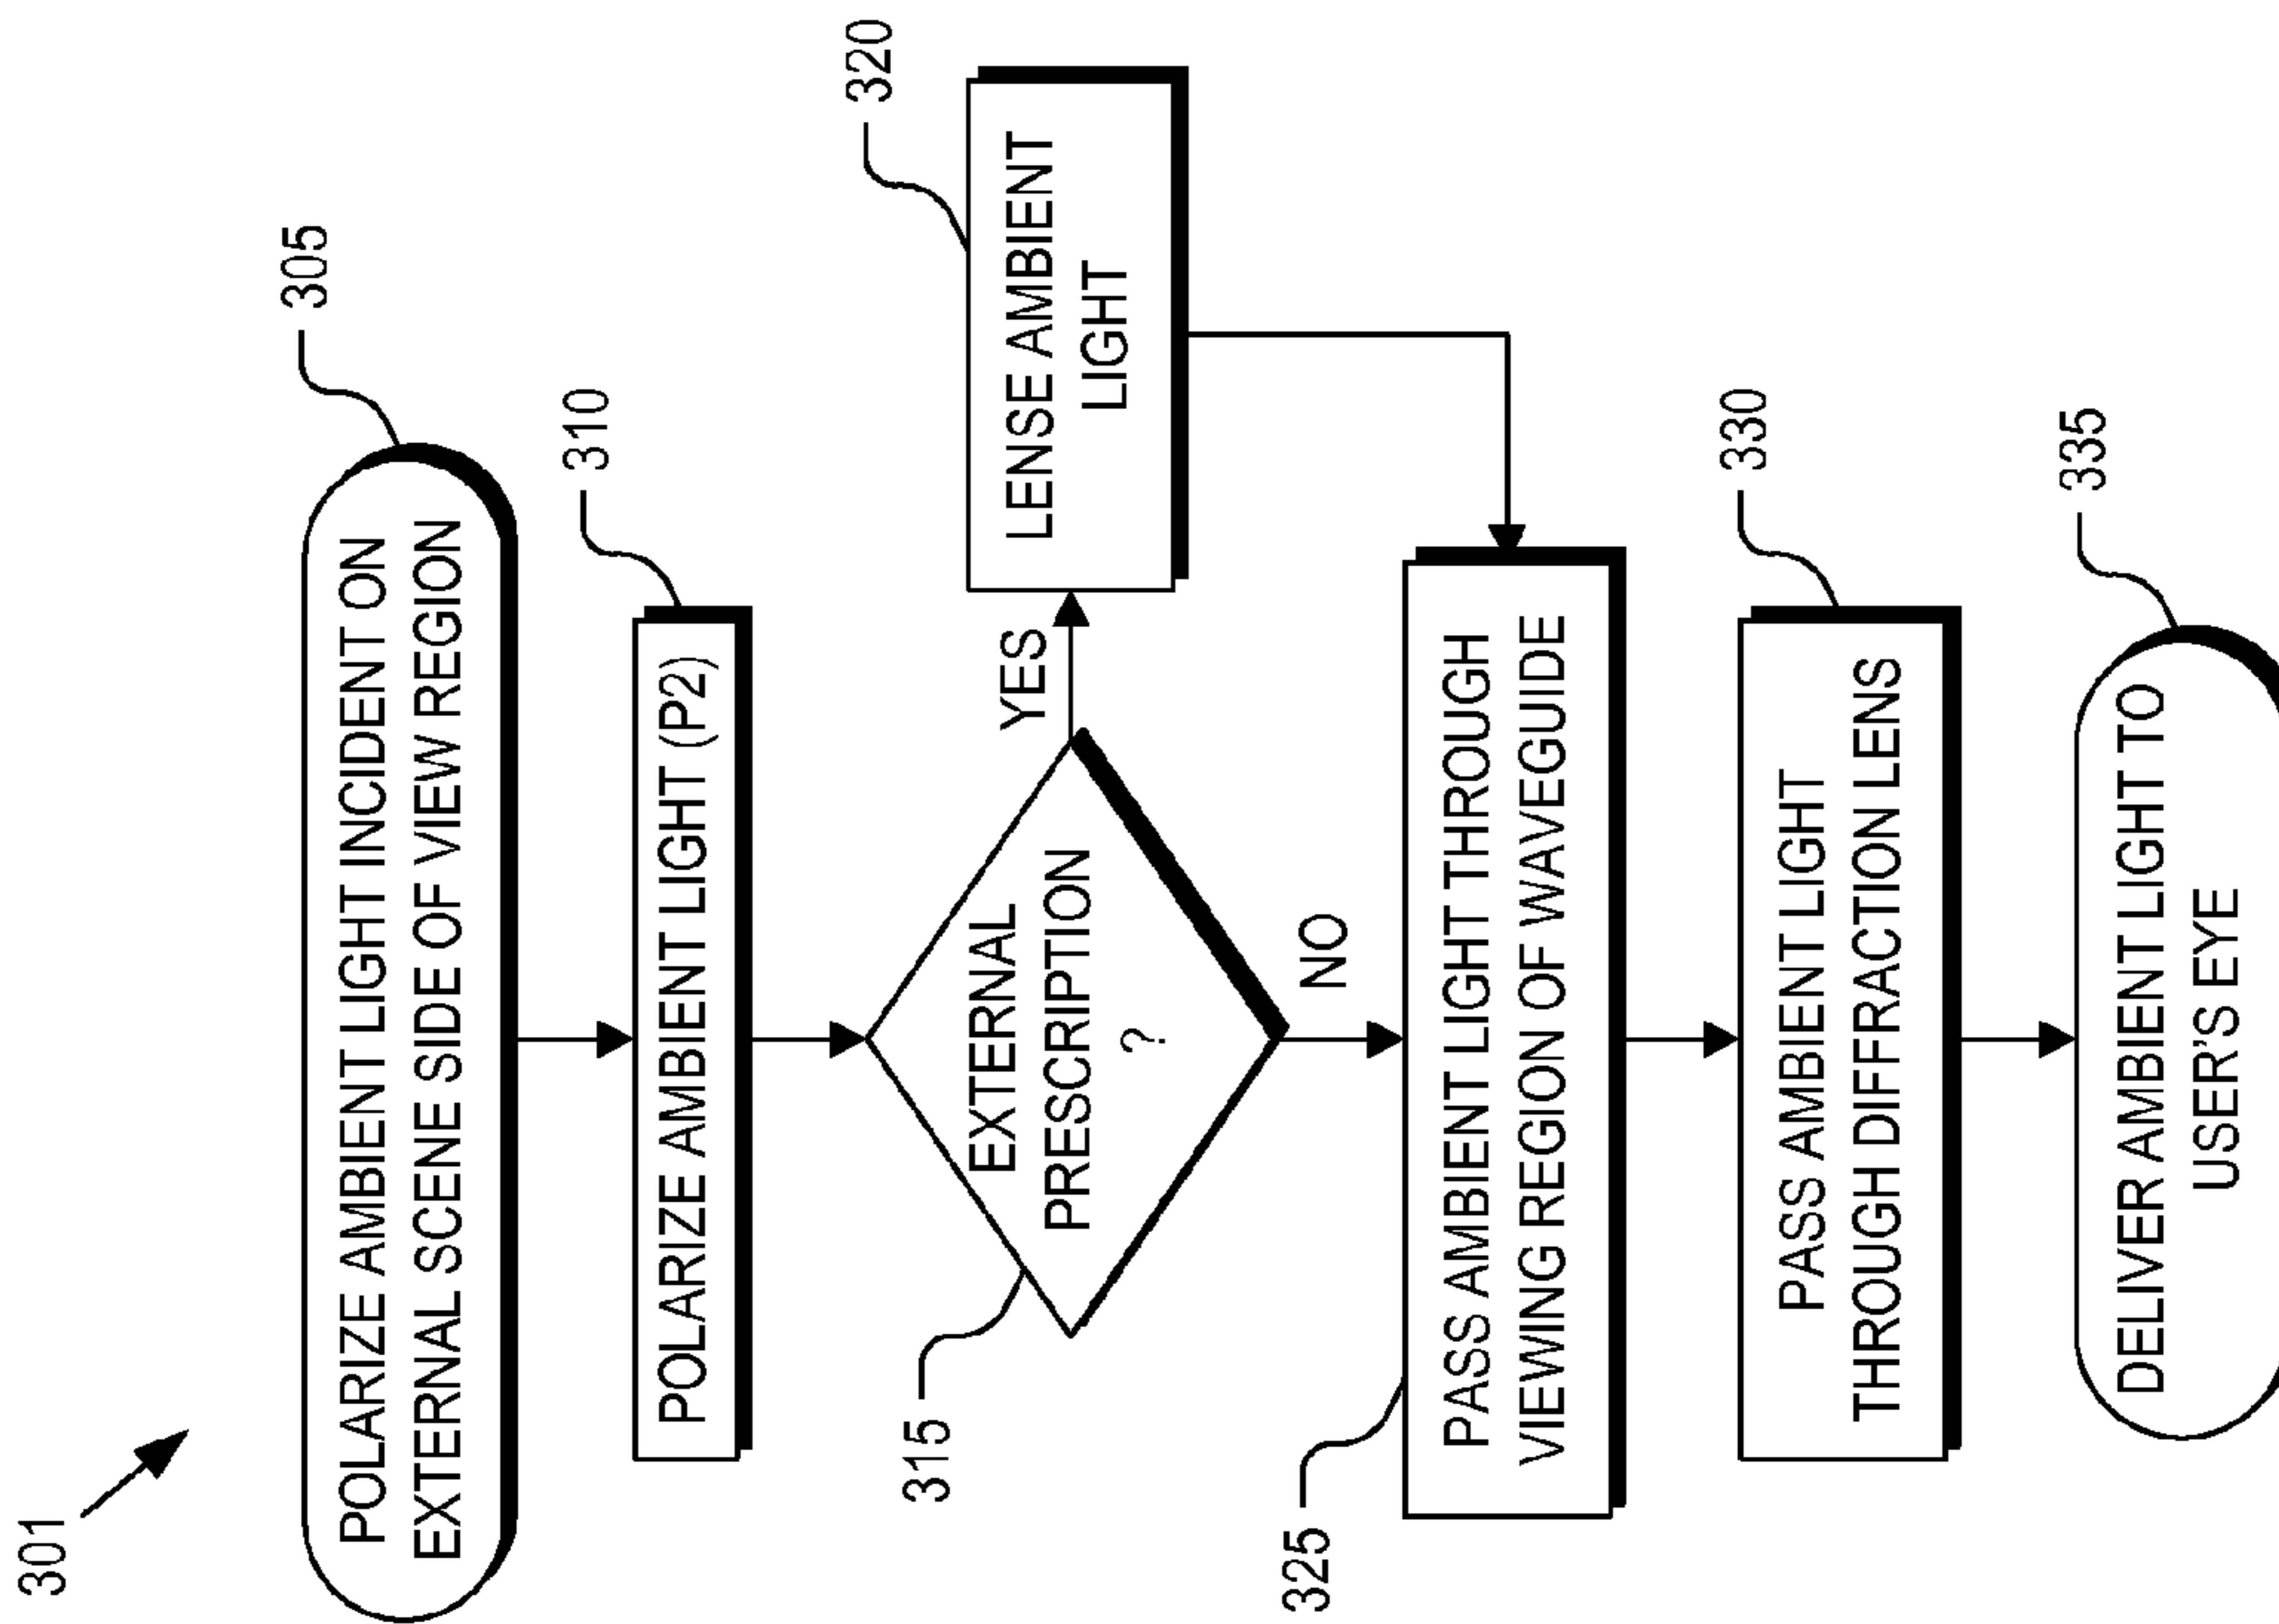 301
305
POLARIZE AMBIENT LIGHT INCIDENT ON
EXTERNAL SCENE SIDE OF VIEW REGION
310
POLARIZE AMBIENT LIGHT (P2)
315
EXTERNAL
PRESCRIPTION
?
YES
320
LENSE AMBIENT
LIGHT
NO
325
PASS AMBIENT LIGHT THROUGH
VIEWING REGION OF WAVEGUIDE
330
PASS AMBIENT LIGHT
THROUGH DIFFRACTION LENS
335
DELIVER AMBIENT LIGHT TO
USER'S EYE